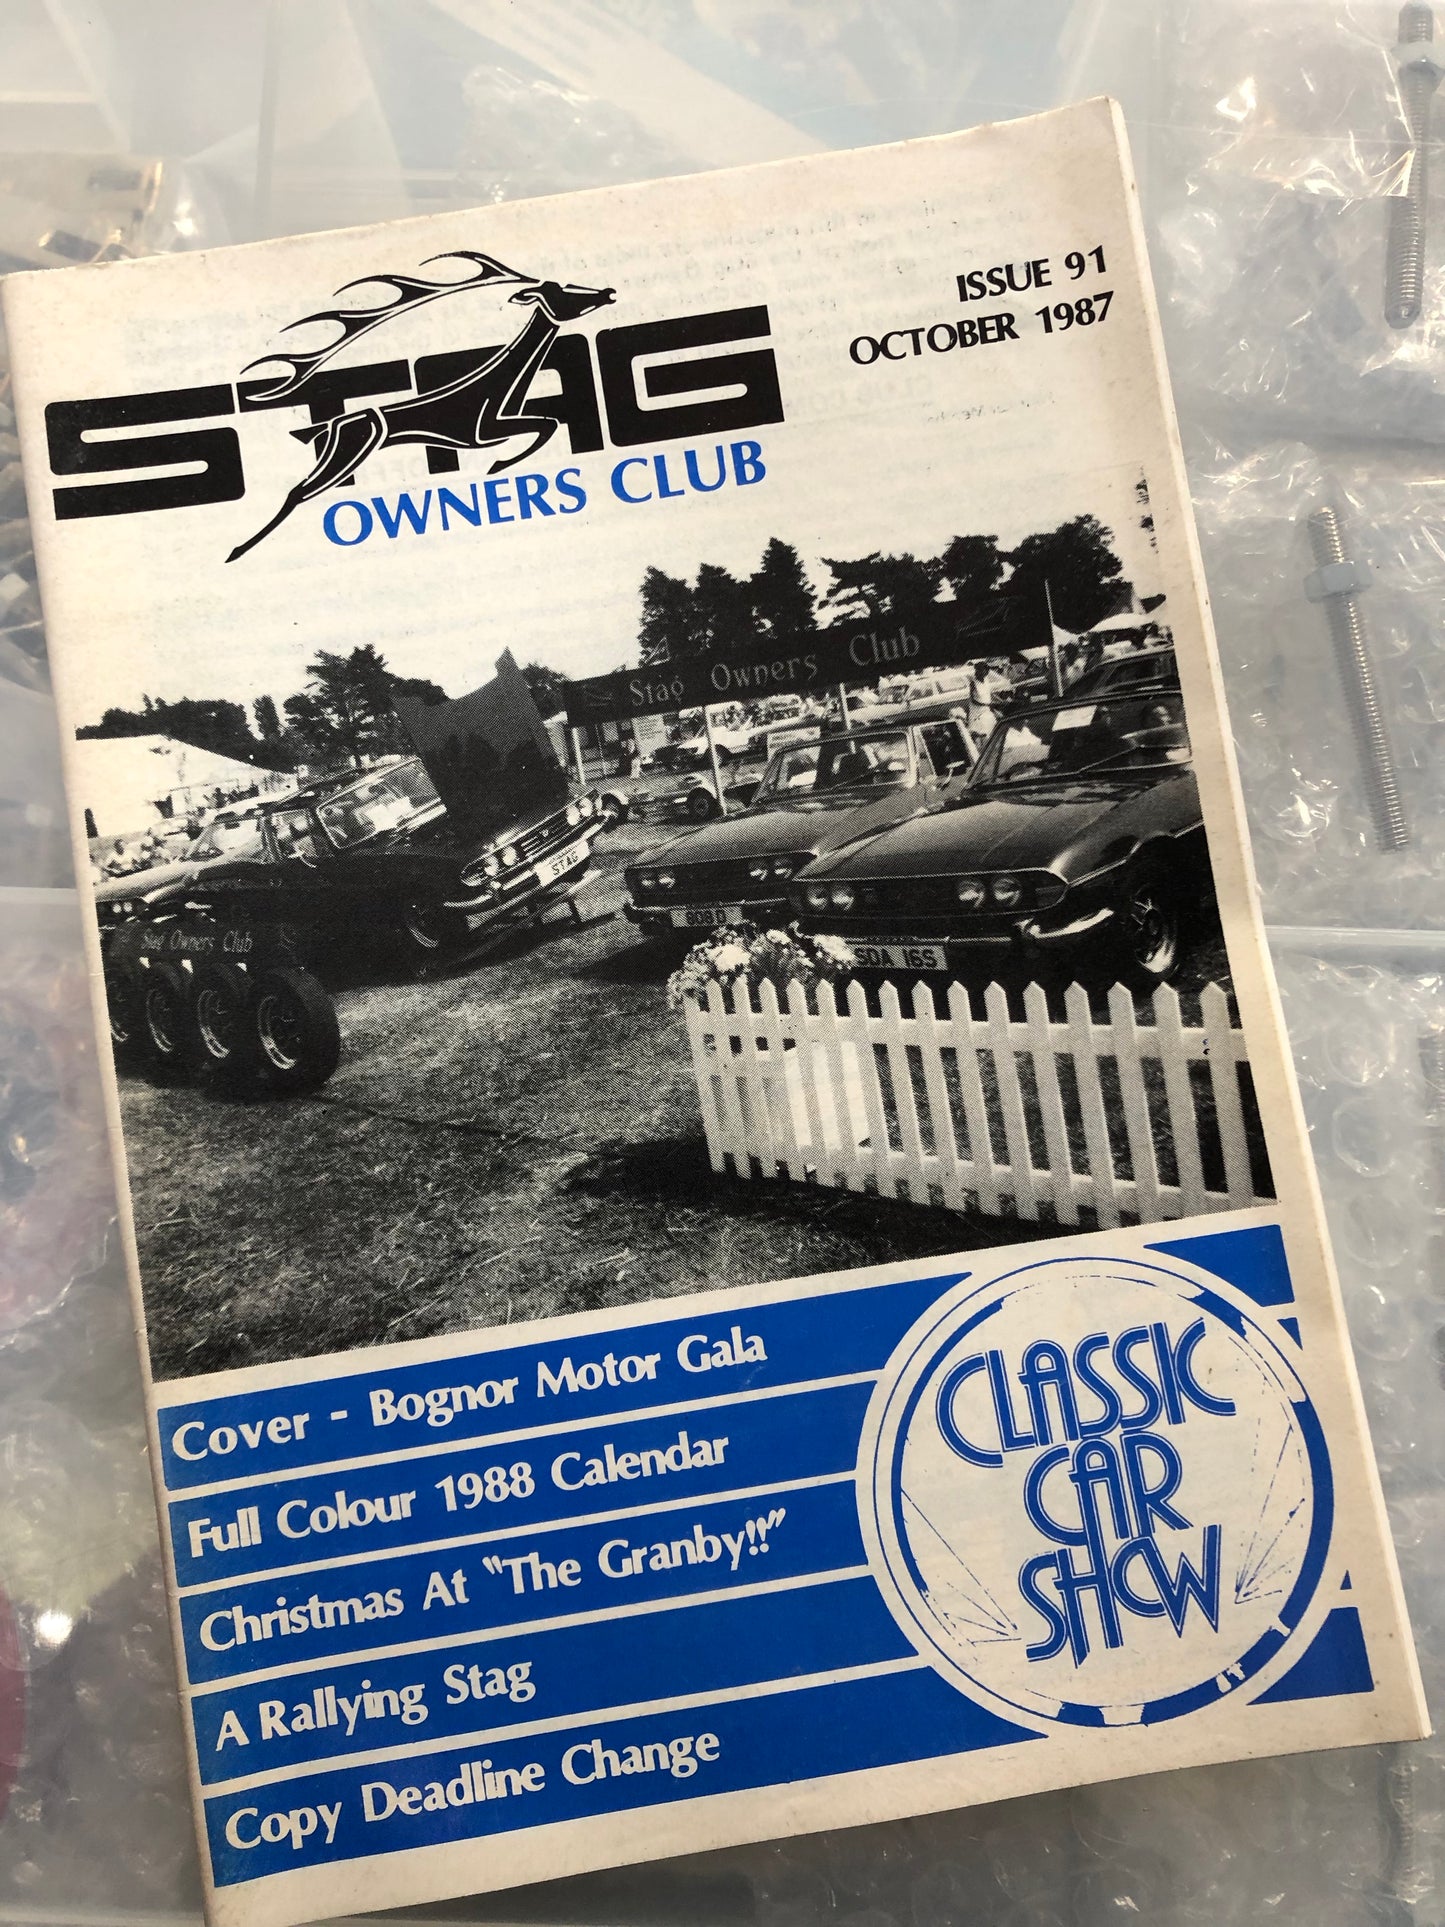 ISSUE 91
OCTOBER 1987
STAG
OWNERS CLUB
Stag Owners Club
STAG
808 D
SDA 16S
Stag Owners Club
Cover - Bognor Motor Gala
Full Colour 1988 Calendar
Christmas At "The Granby!!"
A Rallying Stag
Copy Deadline Change
CLASSIC
CAR
SHOW